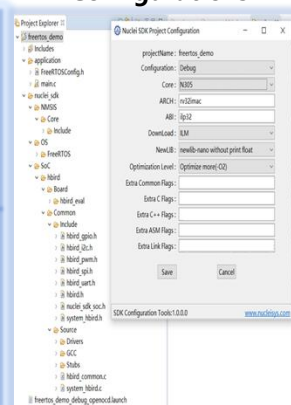 Project Explorer
freertos_demo
Includes
application
FreeRTOSConfig.h
main.c
nuclei_sdk
NMSIS
Core
Include
OS
FreeRTOS
SoC
hbird
Board
hbird_eval
Common
Include
hbird_gpio.h
hbird_i2c.h
hbird_pwm.h
hbird_spi.h
hbird_uart.h
hbird.h
nuclei_sdk_soc.h
system_hbird.h
Source
Drivers
GCC
Stubs
hbird_common.c
system_hbird.c
freertos_demo_debug_openocd.launch
Nuclei SDK Project Configuration
projectName: freertos_demo
Configuration: Debug
Core: N305
ARCH: rv32imac
ABI: ilp32
DownLoad: ILM
NewLIB: newlib-nano without print float
Optimization Level: Optimize more(-O2)
Extra Common Flags:
Extra C Flags:
Extra C++ Flags:
Extra ASM Flags:
Extra Link Flags:
Save Cancel
SDK Configuration Tools:1.0.0.0 www.nucleisys.com